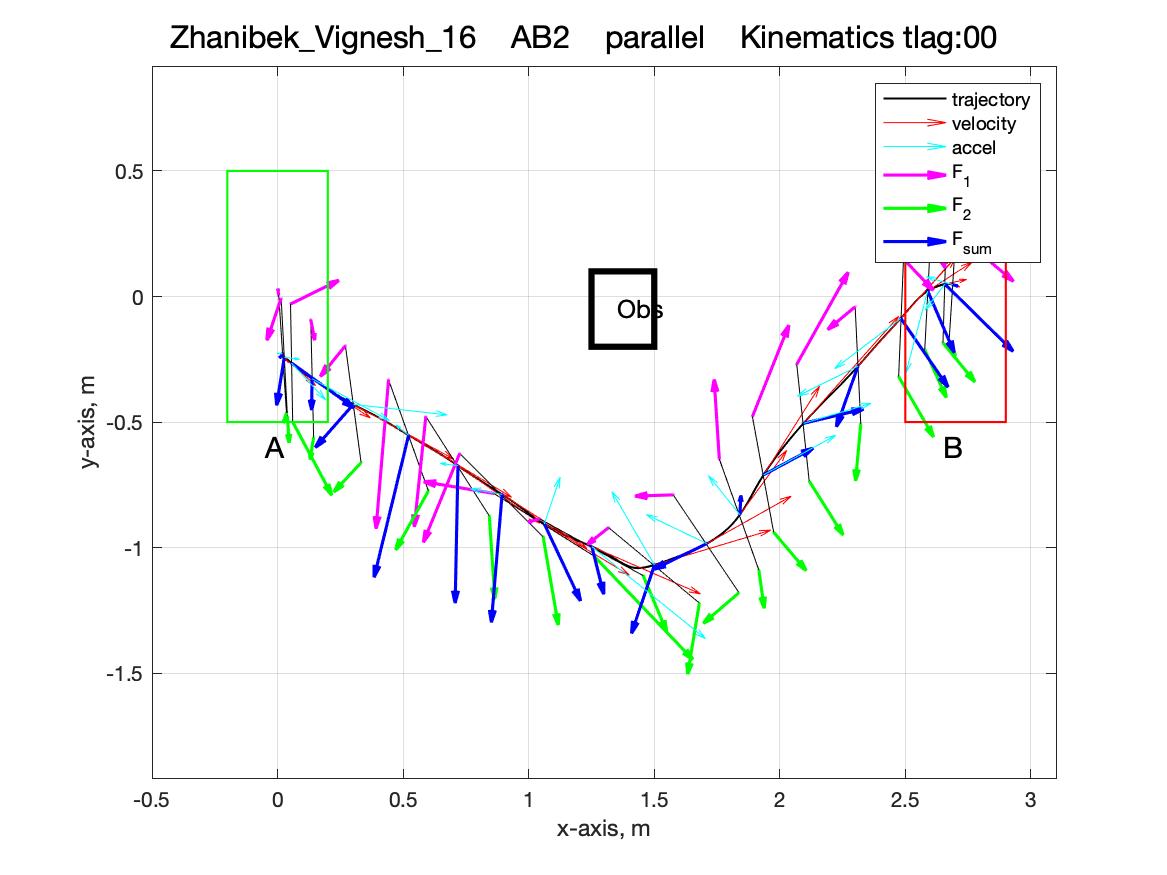 Zhanibek_Vignesh_16 AB2 parallel Kinematics tlag:00
trajectory
velocity
accel
F1
F2
Fsum
0.5
0
-0.5
-1
-1.5
y-axis, m
Obs
A
B
-0.5 0 0.5 1 1.5 2 2.5 3
x-axis, m